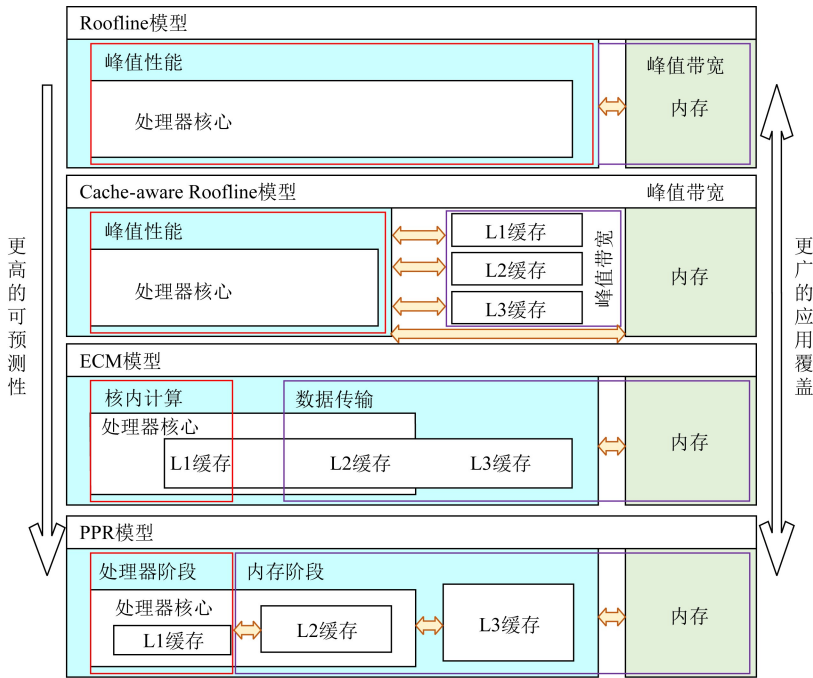 Roofline模型
峰值性能
处理器核心
峰值带宽
内存
Cache-aware Roofline模型
峰值带宽
峰值性能
处理器核心
L1缓存
L2缓存
L3缓存
峰值带宽
内存
ECM模型
核内计算
数据传输
处理器核心
L1缓存
L2缓存
L3缓存
内存
PPR模型
处理器阶段
内存阶段
处理器核心
L1缓存
L2缓存
L3缓存
内存
更高的可预测性
更广的应用覆盖